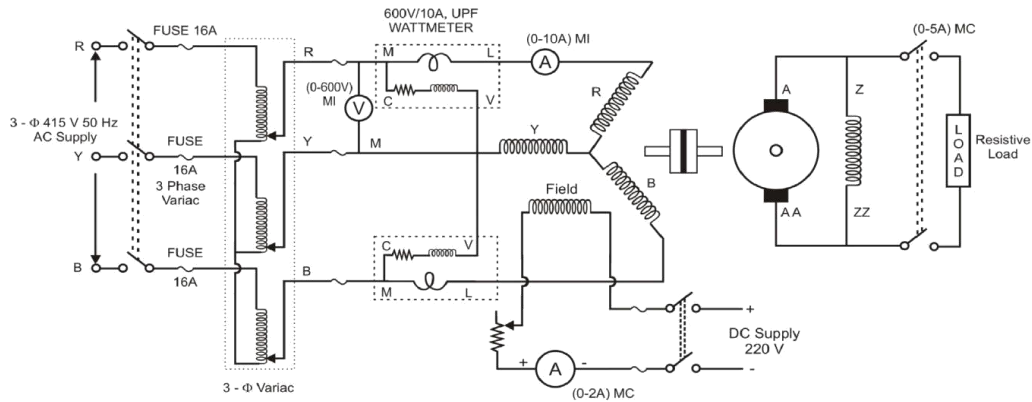 600V/10A, UPF
WATTMETER
FUSE 16A
R
R
M
L
(0-10A) MI
A
(0-5A) MC
(0-600V)
MI
V
C
V
R
A
Z
3 - Φ 415 V 50 Hz
AC Supply
FUSE
Y
M
Y
Y
16A
3 Phase
Variac
LOAD
Resistive
Load
B
Field
AA
ZZ
FUSE
C
V
B
16A
B
M
L
+
DC Supply
220 V
-
+
A
-
(0-2A) MC
3 - Φ Variac